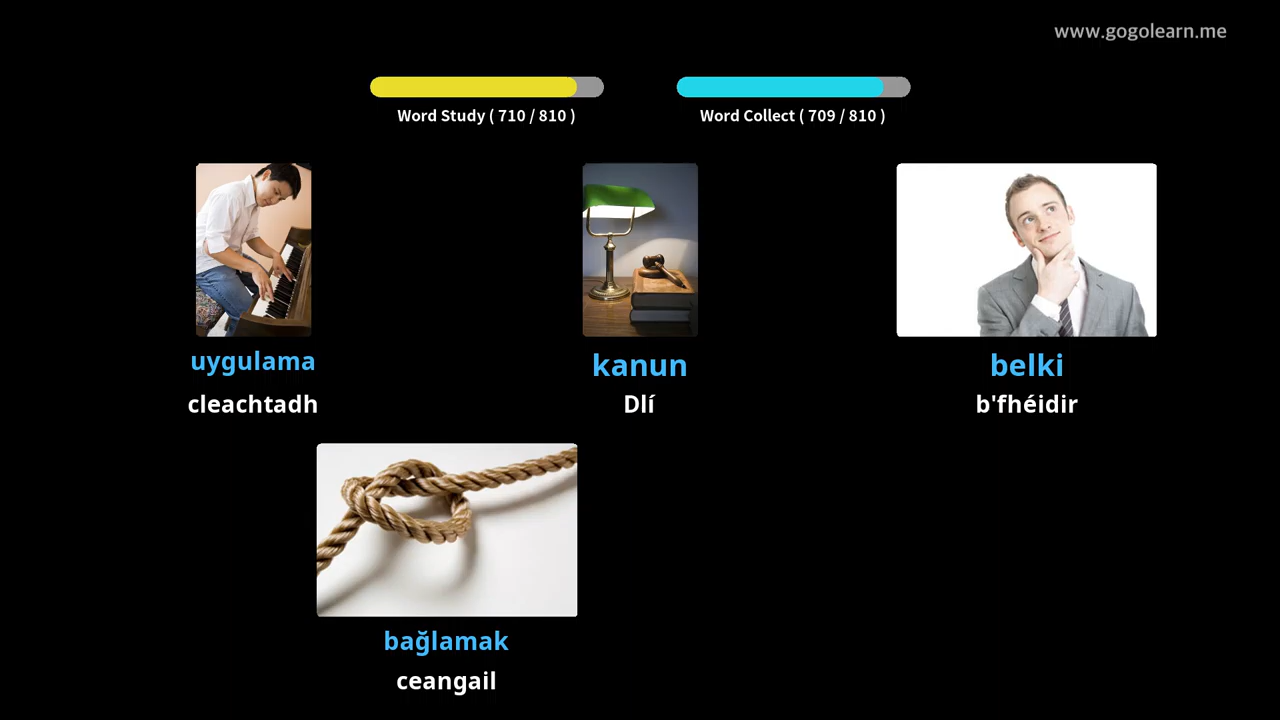 www.gogolearn.me
Word Study ( 710 / 810 )
Word Collect ( 709 / 810 )
uygulama
cleachtadh
kanun
Dlí
belki
b'fhéidir
bağlamak
ceangail